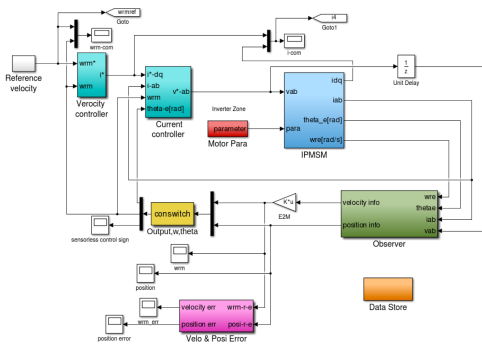 wrmref
Goto
wrm-com
i4
Goto1
i-com
Reference
velocity
wrm*
i*
wrm
Verocity
controller
i*-dq
i-ab
wrm
theta-e[rad]
v*-ab
Current
controller
Inverter Zone
parameter
Motor Para
vab
para
idq
iab
theta_e[rad]
wre[rad/s]
IPMSM
1
z
Unit Delay
sensorless control sign
conswitch
Output,w,theta
K*u
E2M
velocity info
position info
wre
thetae
iab
vab
Observer
wrm
position
wrm_err
position error
velocity err
position err
wrm-r-e
posi-r-e
Velo & Posi Error
Data Store